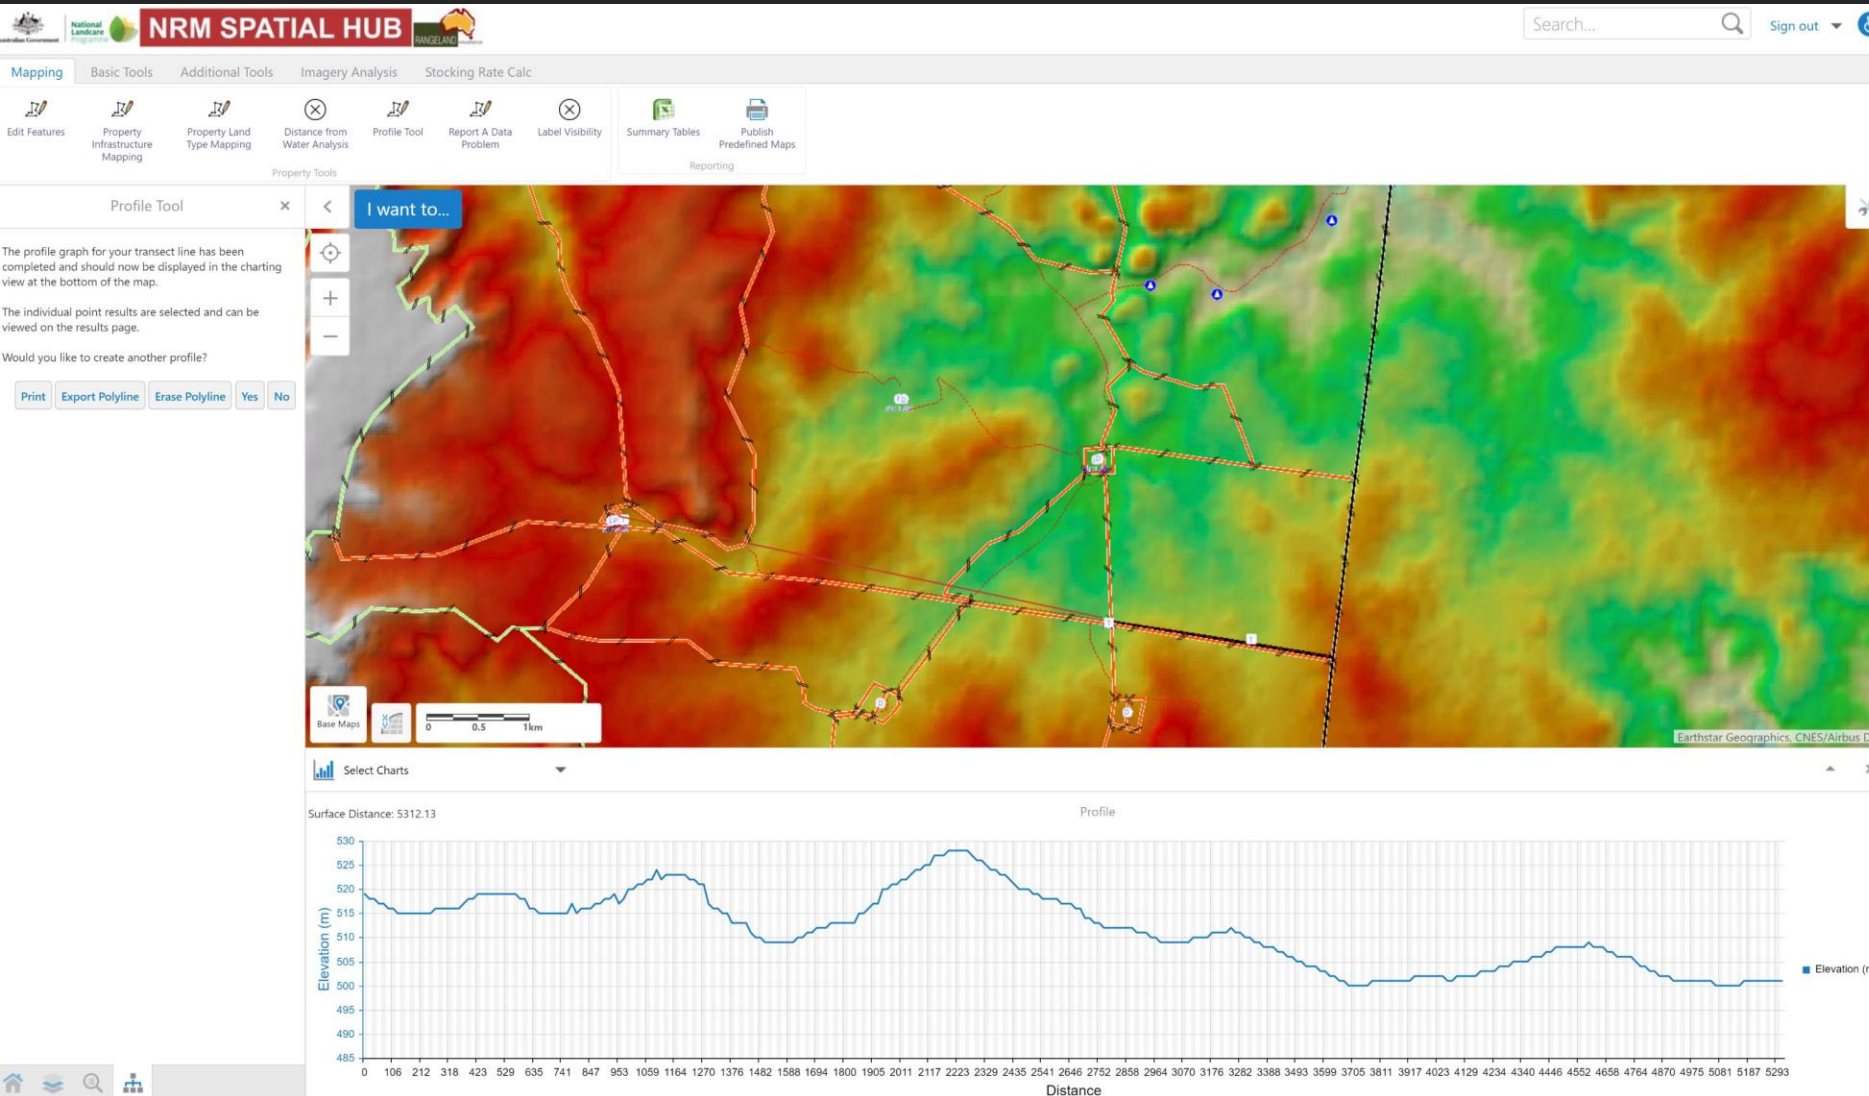 Australian Government
National
Landcare
Programme
NRM SPATIAL HUB
RANGELAND
Search...
Sign out
Mapping
Basic Tools
Additional Tools
Imagery Analysis
Stocking Rate Calc
Edit Features
Property
Infrastructure
Mapping
Property Land
Type Mapping
Distance from
Water Analysis
Profile Tool
Report A Data
Problem
Label Visibility
Property Tools
Summary Tables
Publish
Predefined Maps
Reporting
Profile Tool
The profile graph for your transect line has been
completed and should now be displayed in the charting
view at the bottom of the map.
The individual point results are selected and can be
viewed on the results page.
Would you like to create another profile?
Print
Export Polyline
Erase Polyline
Yes
No
I want to...
Base Maps
0 0.5 1km
Earthstar Geographics, CNES/Airbus D
Select Charts
Surface Distance: 5312.13
Profile
530
525
520
515
510
505
500
495
490
485
Elevation (m)
0 106 212 318 423 529 635 741 847 953 1059 1164 1270 1376 1482 1588 1694 1800 1905 2011 2117 2223 2329 2435 2541 2646 2752 2858 2964 3070 3176 3282 3388 3493 3599 3705 3811 3917 4023 4129 4234 4340 4446 4552 4658 4764 4870 4975 5081 5187 5293
Distance
Elevation (